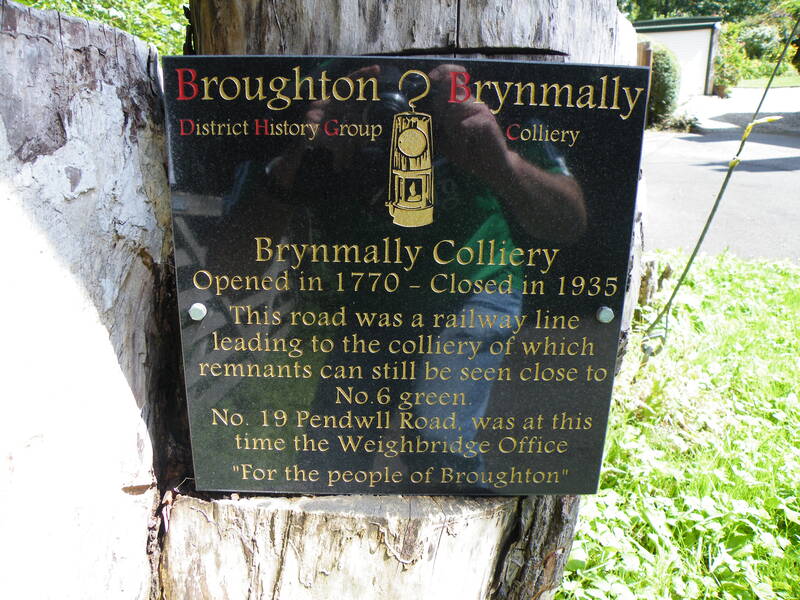 Broughton Brynmally
District History Group Colliery
Brynmally Colliery
Opened in 1770 - Closed in 1935
This road was a railway line
leading to the colliery of which
remnants can still be seen close to
No.6 green.
No. 19 Pendwll Road, was at this
time the Weighbridge Office
"For the people of Broughton"